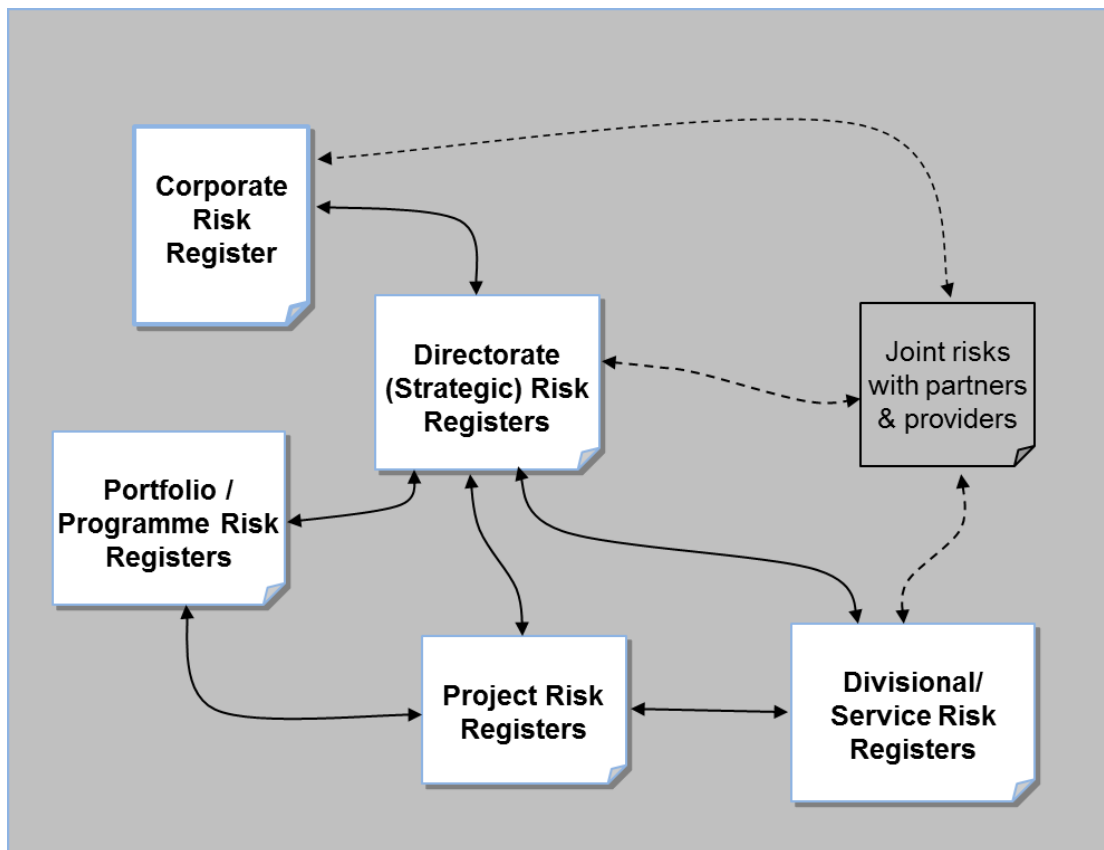 Corporate
Risk
Register
Directorate
(Strategic) Risk
Registers
Joint risks
with partners
& providers
Portfolio /
Programme Risk
Registers
Project Risk
Registers
Divisional/
Service Risk
Registers